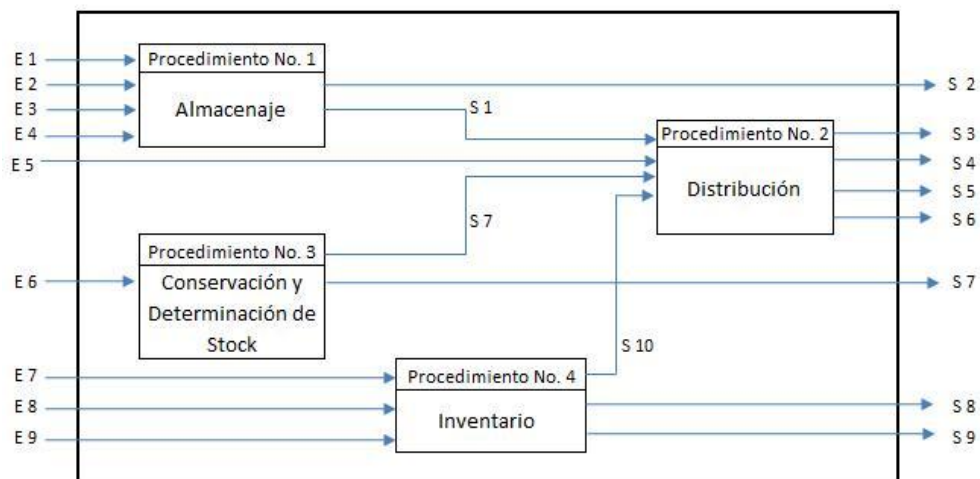 E 1
E 2
E 3
E 4
E 5
E 6
E 7
E 8
E 9
Procedimiento No. 1
Almacenaje
S 1
Procedimiento No. 2
Distribución
Procedimiento No. 3
Conservación y
Determinación de
Stock
S 7
S 10
Procedimiento No. 4
Inventario
S 2
S 3
S 4
S 5
S 6
S 7
S 8
S 9